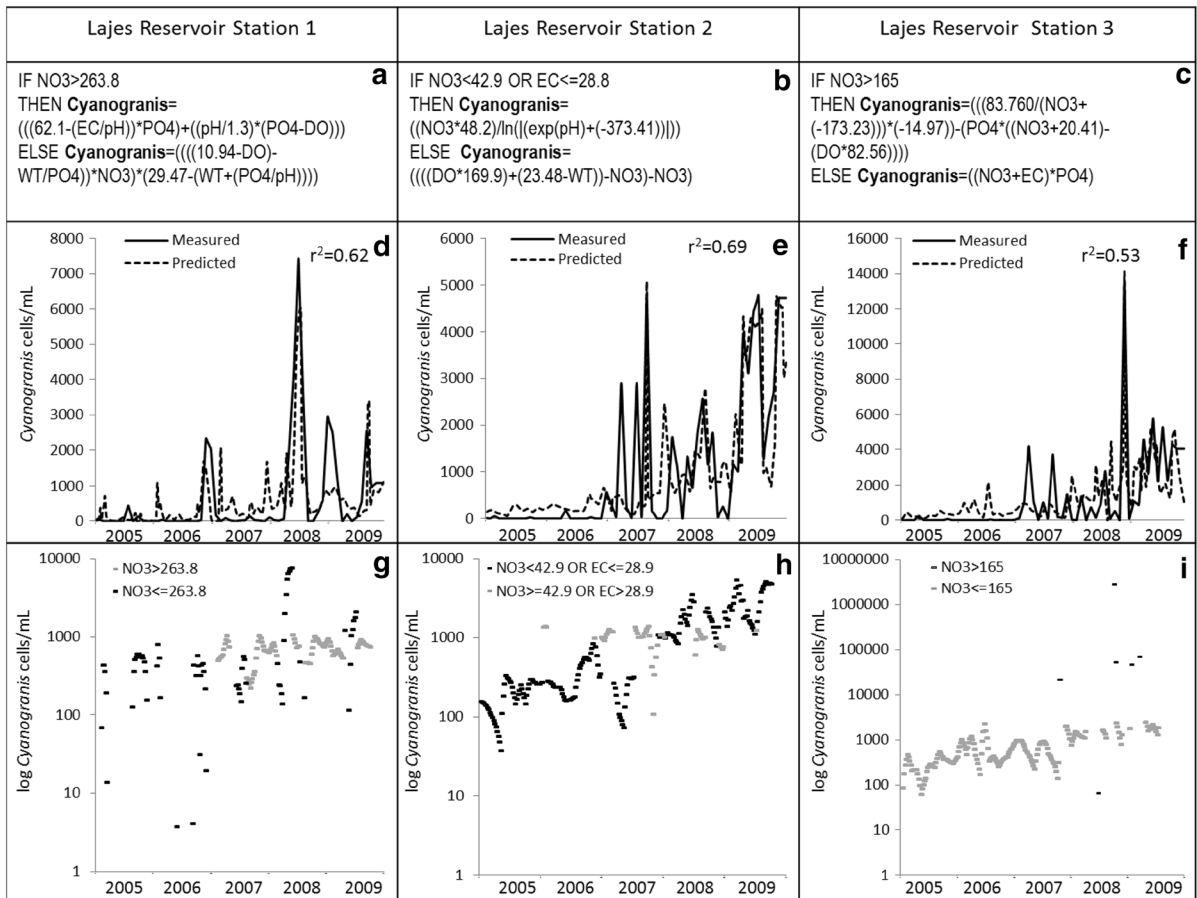 Lajes Reservoir Station 1
Lajes Reservoir Station 2
Lajes Reservoir Station 3
a
IF NO3>263.8
THEN Cyanogranis=
(((62.1-(EC/pH))*PO4)+((pH/1.3)*(PO4-DO)))
ELSE Cyanogranis=((((10.94-DO)-
WT/PO4))*NO3)*(29.47-(WT+(PO4/pH))))
b
IF NO3<42.9 OR EC<=28.8
THEN Cyanogranis=
((NO3*48.2)/ln(|(exp(pH)+(-373.41))|))
ELSE Cyanogranis=
((((DO*169.9)+(23.48-WT))-NO3)-NO3)
c
IF NO3>165
THEN Cyanogranis=(((83.760/(NO3+
(-173.23)))*(-14.97))-(PO4*((NO3+20.41)-
(DO*82.56))))
ELSE Cyanogranis=((NO3+EC)*PO4)
d
Measured
Predicted
r²=0.62
Cyanogranis cells/mL
8000
7000
6000
5000
4000
3000
2000
1000
0
2005 2006 2007 2008 2009
e
Measured
Predicted
r²=0.69
Cyanogranis cells/mL
6000
5000
4000
3000
2000
1000
0
2005 2006 2007 2008 2009
f
Measured
Predicted
r²=0.53
Cyanogranis cells/mL
16000
14000
12000
10000
8000
6000
4000
2000
0
2005 2006 2007 2008 2009
g
NO3>263.8
NO3<=263.8
log Cyanogranis cells/mL
10000
1000
100
10
1
2005 2006 2007 2008 2009
h
NO3<42.9 OR EC<=28.9
NO3>=42.9 OR EC>28.9
log Cyanogranis cells/mL
10000
1000
100
10
1
2005 2006 2007 2008 2009
i
NO3>165
NO3<=165
log Cyanogranis cells/mL
10000000
1000000
100000
10000
1000
100
10
1
2005 2006 2007 2008 2009